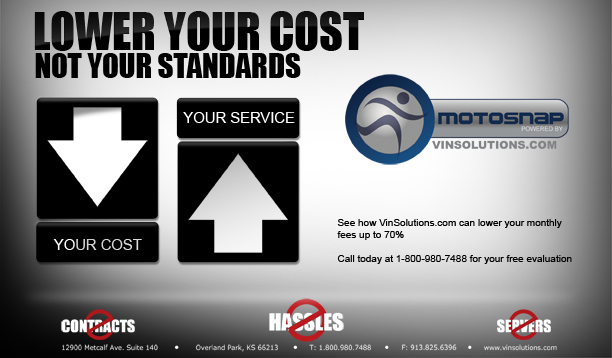 LOWER YOUR COST
NOT YOUR STANDARDS
YOUR SERVICE
YOUR COST
MOTOSNAP
POWERED BY
VINSOLUTIONS.COM
See how VinSolutions.com can lower your monthly
fees up to 70%
Call today at 1-800-980-7488 for your free evaluation
CONTRACTS HASSLES SERVERS
12900 Metcalf Ave. Suite 140 • Overland Park, KS 66213 • T: 1.800.980.7488 • F: 913.825.6396 • www.vinsolutions.com